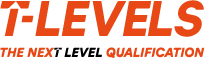 T-LEVELS
THE NEXT LEVEL QUALIFICATION